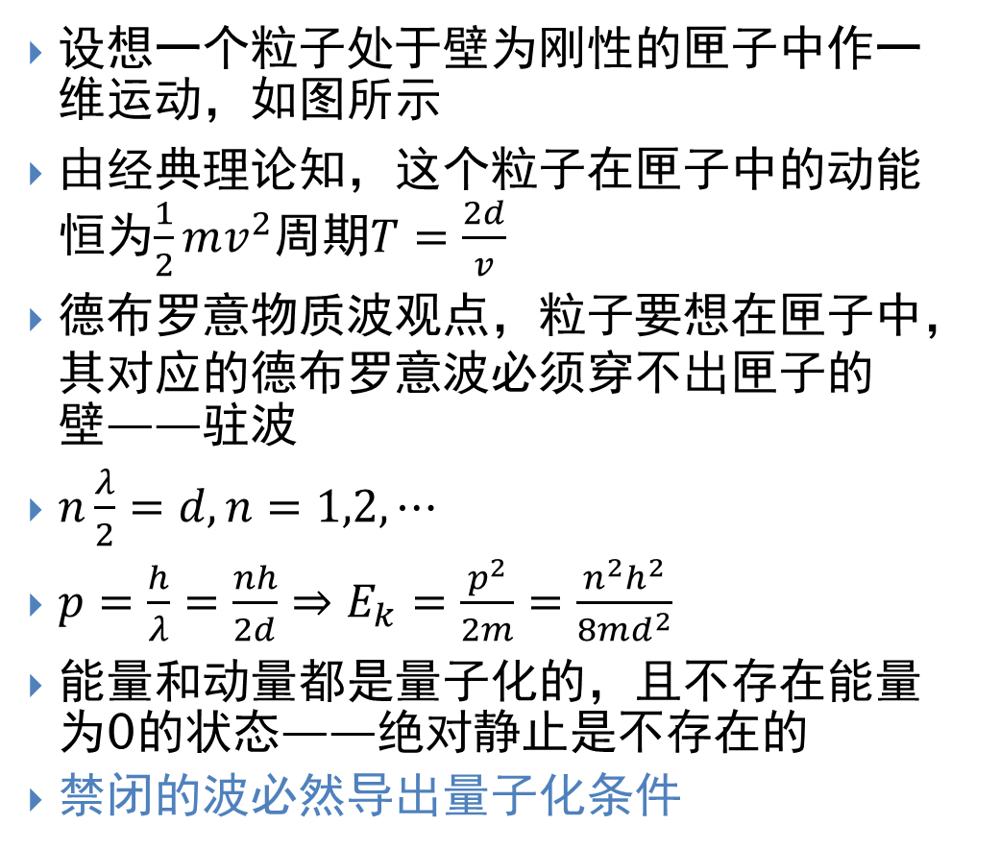 设想一个粒子处于壁为刚性的匣子中作一
维运动，如图所示
由经典理论知，这个粒子在匣子中的动能
恒为$\frac{1}{2}mv^2$周期$T = \frac{2d}{v}$
德布罗意物质波观点，粒子要想在匣子中，
其对应的德布罗意波必须穿不出匣子的
壁——驻波
$n\frac{\lambda}{2} = d, n = 1,2,\cdots$
$p = \frac{h}{\lambda} = \frac{nh}{2d} \Rightarrow E_k = \frac{p^2}{2m} = \frac{n^2h^2}{8md^2}$
能量和动量都是量子化的，且不存在能量
为0的状态——绝对静止是不存在的
禁闭的波必然导出量子化条件